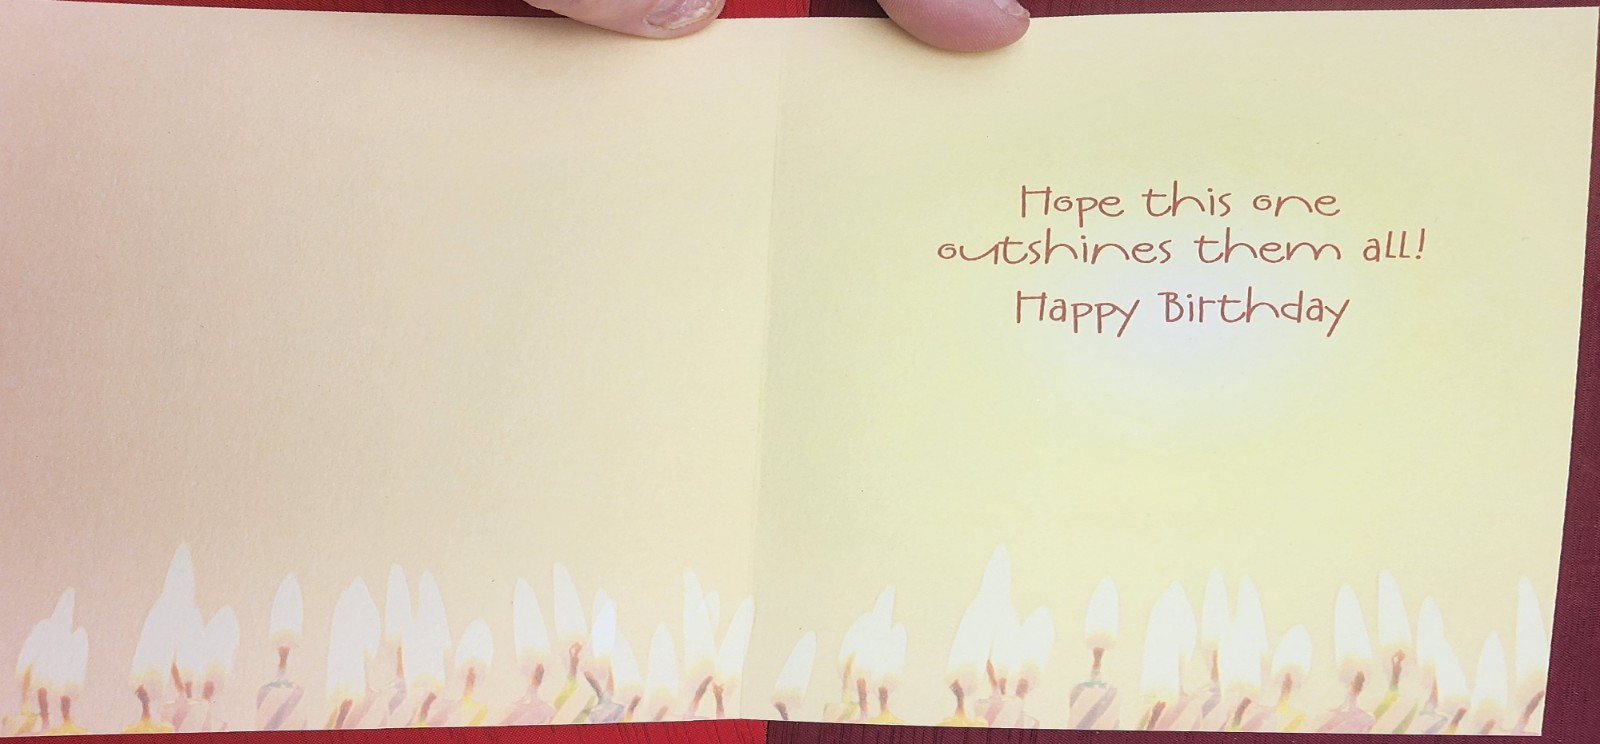 Hope this one
outshines them all!
Happy Birthday